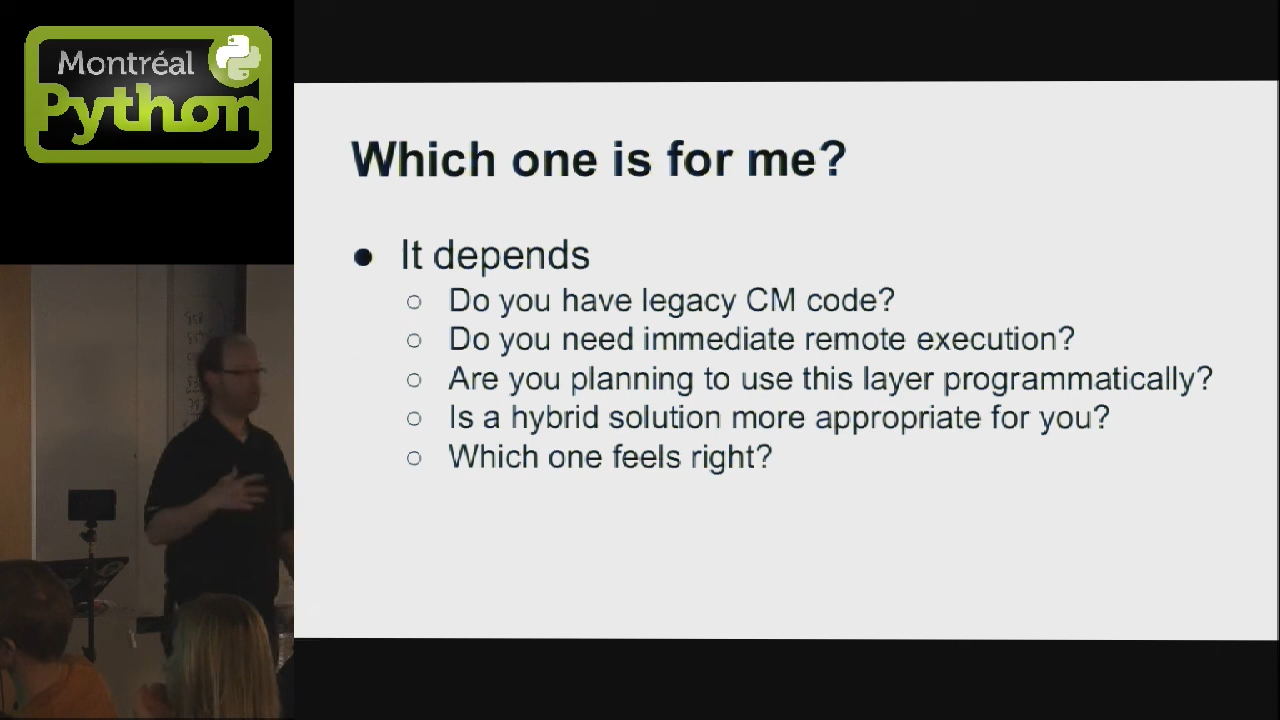 Montréal
Python
Which one is for me?
● It depends
○ Do you have legacy CM code?
○ Do you need immediate remote execution?
○ Are you planning to use this layer programmatically?
○ Is a hybrid solution more appropriate for you?
○ Which one feels right?